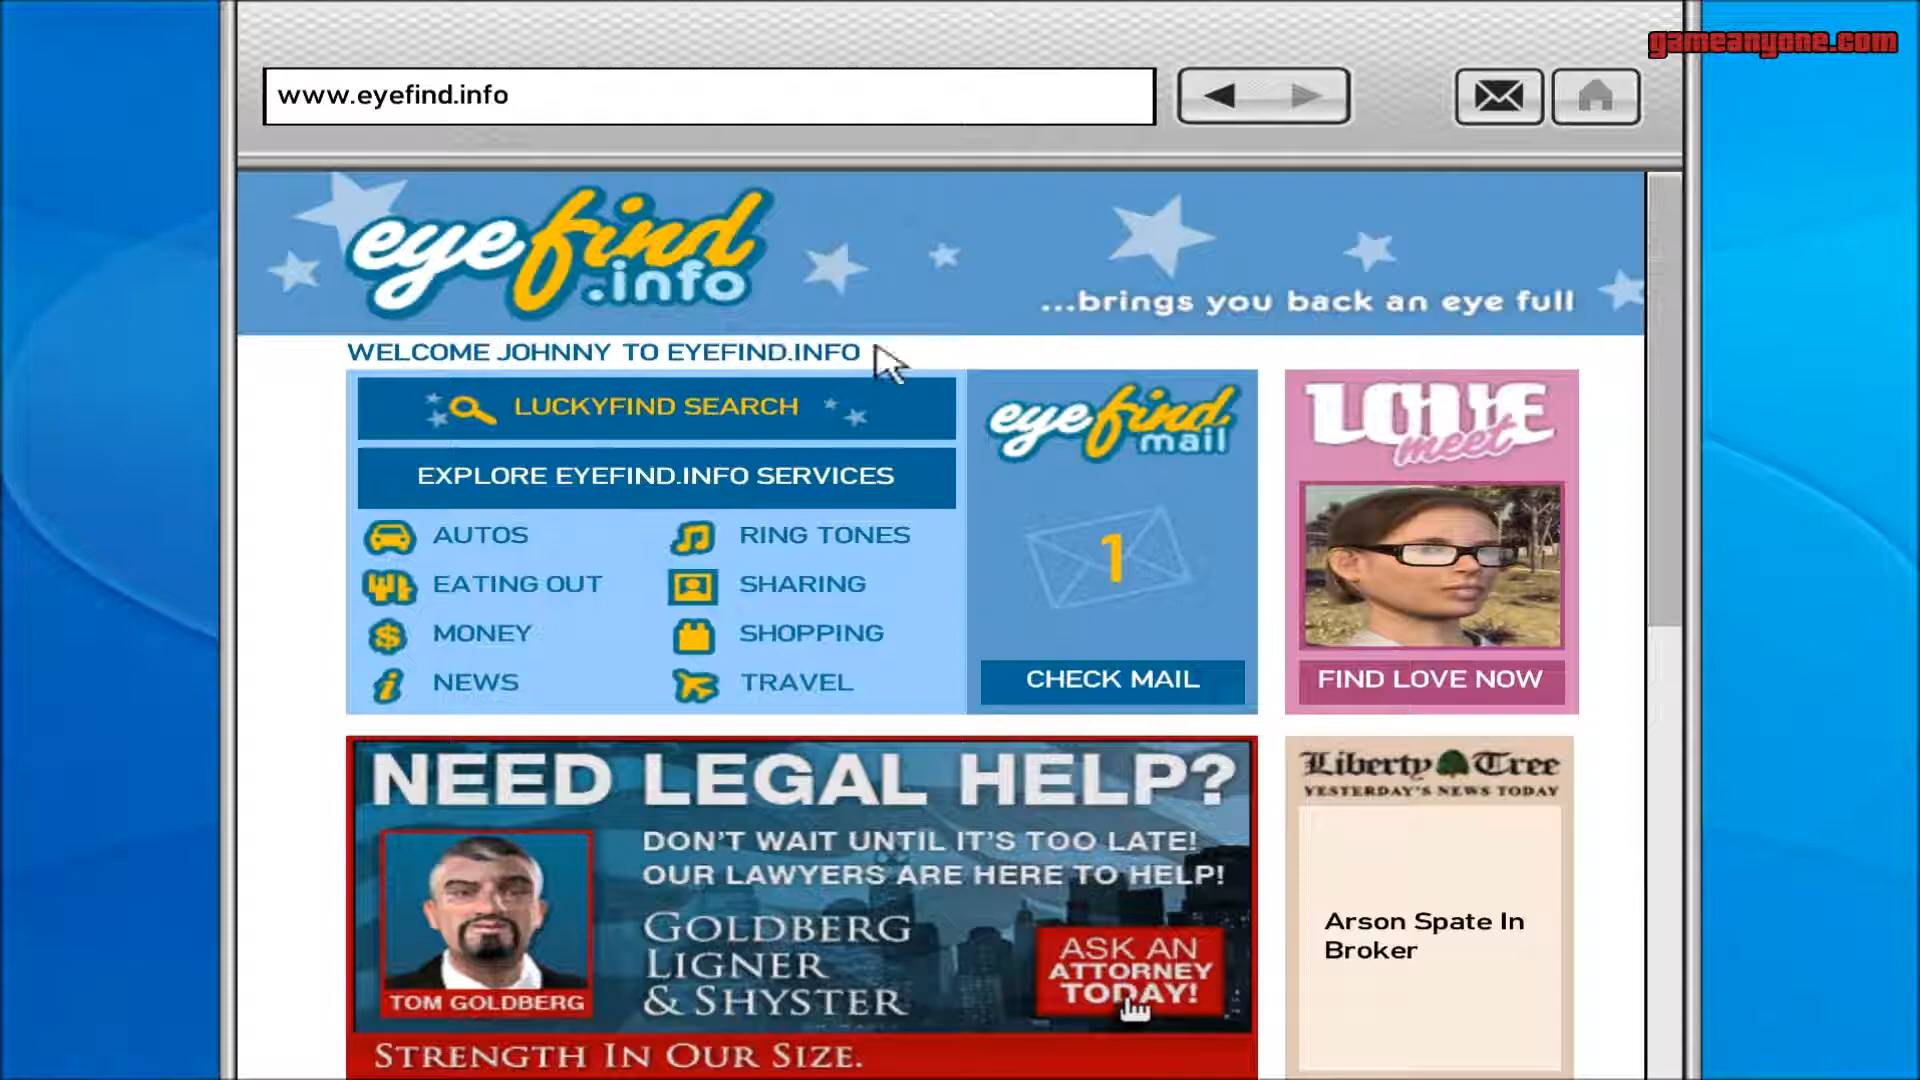 gameanyone.com
www.eyefind.info
eyefind
.info
...brings you back an eye full
WELCOME JOHNNY TO EYEFIND.INFO
LUCKYFIND SEARCH
EXPLORE EYEFIND.INFO SERVICES
AUTOS
RING TONES
EATING OUT
SHARING
MONEY
SHOPPING
NEWS
TRAVEL
eyefind
mail
1
CHECK MAIL
LOVE
meet
FIND LOVE NOW
NEED LEGAL HELP?
DON'T WAIT UNTIL IT'S TOO LATE!
OUR LAWYERS ARE HERE TO HELP!
GOLDBERG
LIGNER
& SHYSTER
TOM GOLDBERG
ASK AN
ATTORNEY
TODAY!
STRENGTH IN OUR SIZE.
Liberty Tree
YESTERDAY'S NEWS TODAY
Arson Spate In
Broker